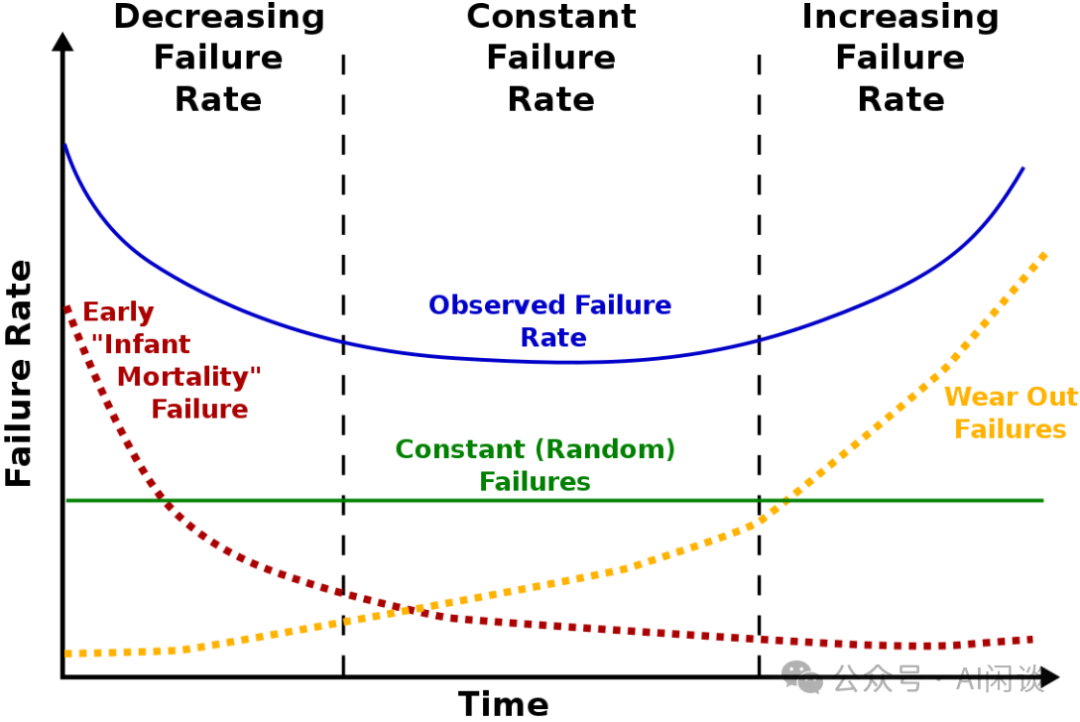 Decreasing
Failure
Rate
Constant
Failure
Rate
Increasing
Failure
Rate
Failure Rate
Early
"Infant
Mortality"
Failure
Observed Failure
Rate
Constant (Random)
Failures
Wear Out
Failures
Time
公众号 · AI闲谈